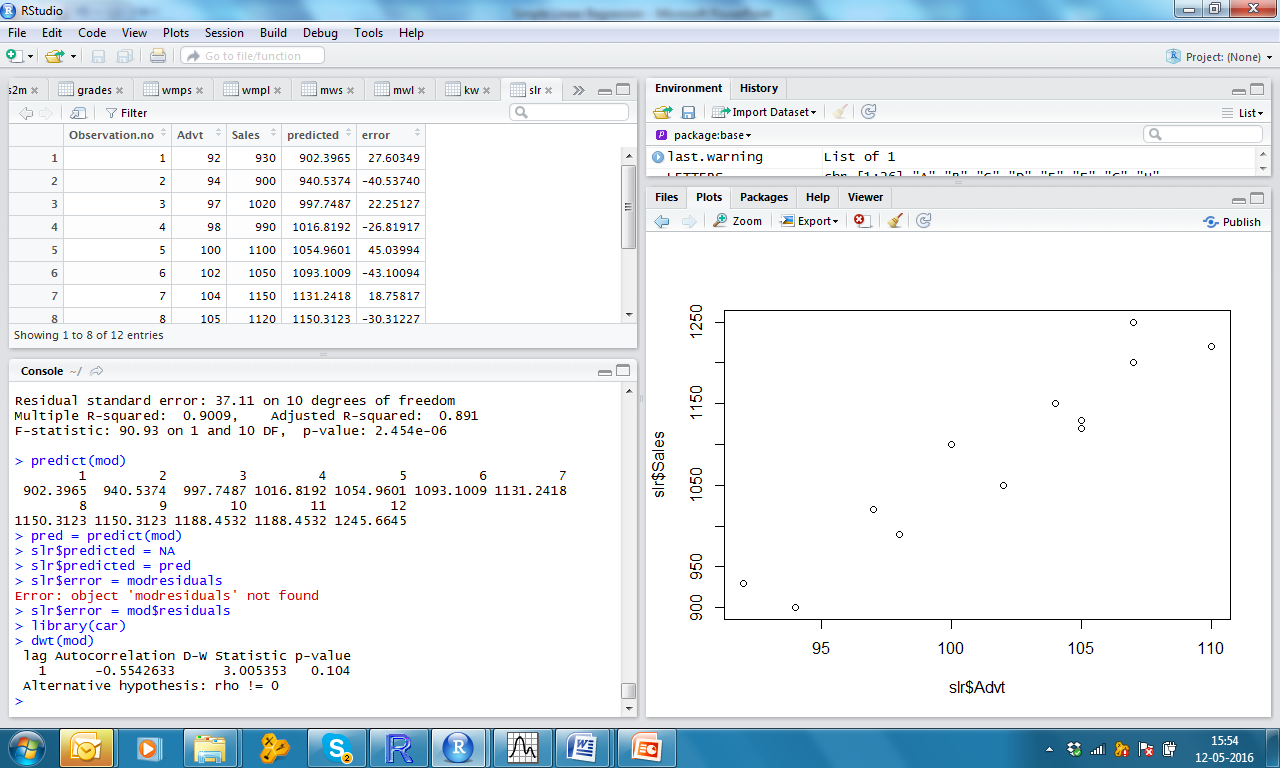 RStudio
File Edit Code View Plots Session Build Debug Tools Help
Go to file/function
Project: (None)
s2m grades wmps wmpl mws mwl kw slr
Filter
Observation.no Advt Sales predicted error
1 1 92 930 902.3965 27.60349
2 2 94 900 940.5374 -40.53740
3 3 97 1020 997.7487 22.25127
4 4 98 990 1016.8192 -26.81917
5 5 100 1100 1054.9601 45.03994
6 6 102 1050 1093.1009 -43.10094
7 7 104 1150 1131.2418 18.75817
8 8 105 1120 1150.3123 -30.31227
Showing 1 to 8 of 12 entries
Console ~/
Residual standard error: 37.11 on 10 degrees of freedom
Multiple R-squared:  0.9009,    Adjusted R-squared:  0.891
F-statistic: 90.93 on 1 and 10 DF,  p-value: 2.454e-06
> predict(mod)
1 2 3 4 5 6 7
902.3965 940.5374 997.7487 1016.8192 1054.9601 1093.1009 1131.2418
8 9 10 11 12
1150.3123 1150.3123 1188.4532 1188.4532 1245.6645
> pred = predict(mod)
> slr$predicted = NA
> slr$predicted = pred
> slr$error = modresiduals
Error: object 'modresiduals' not found
> slr$error = mod$residuals
> library(car)
> dwt(mod)
lag Autocorrelation D-W Statistic p-value
1 -0.5542633 3.005353 0.104
Alternative hypothesis: rho != 0
>
Environment History
Import Dataset List
package:base
last.warning List of 1
Files Plots Packages Help Viewer
Zoom Export Publish
slr$Sales
1250
1150
1050
950
900
95 100 105 110
slr$Advt
15:54
12-05-2016